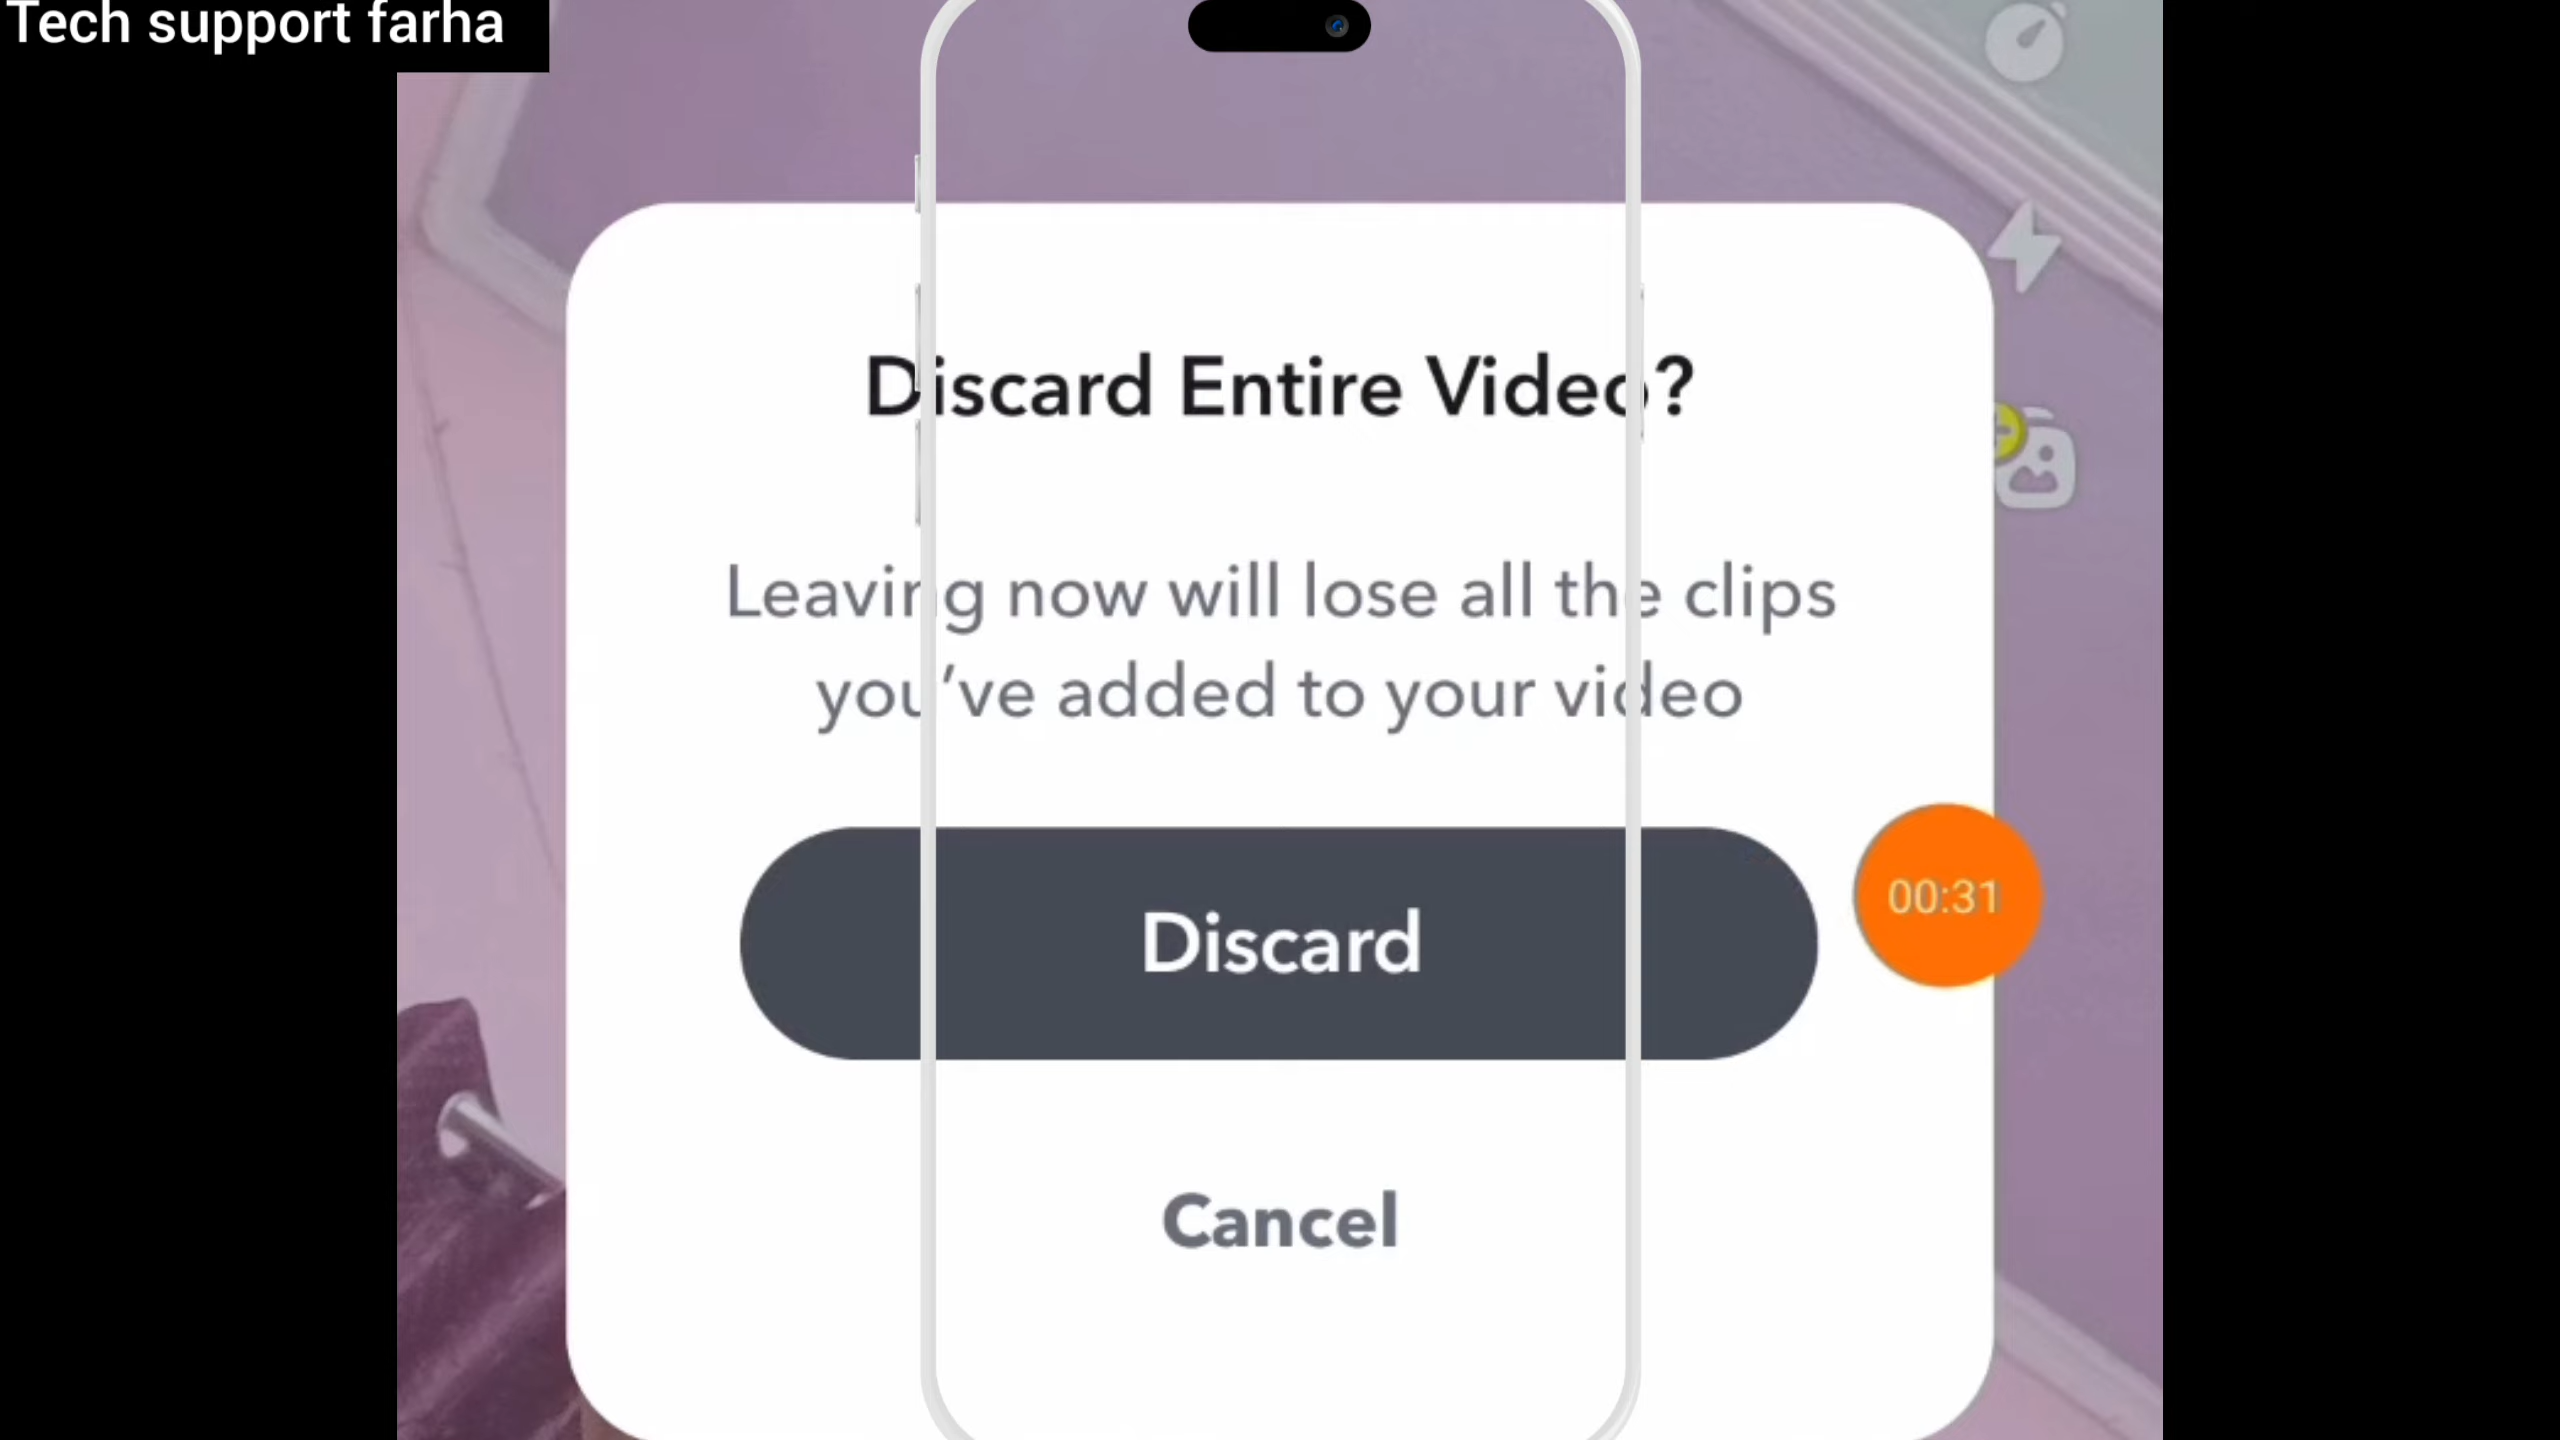 Tech support farha
Discard Entire Video?
Leaving now will lose all the clips
you’ve added to your video
Discard
00:31
Cancel